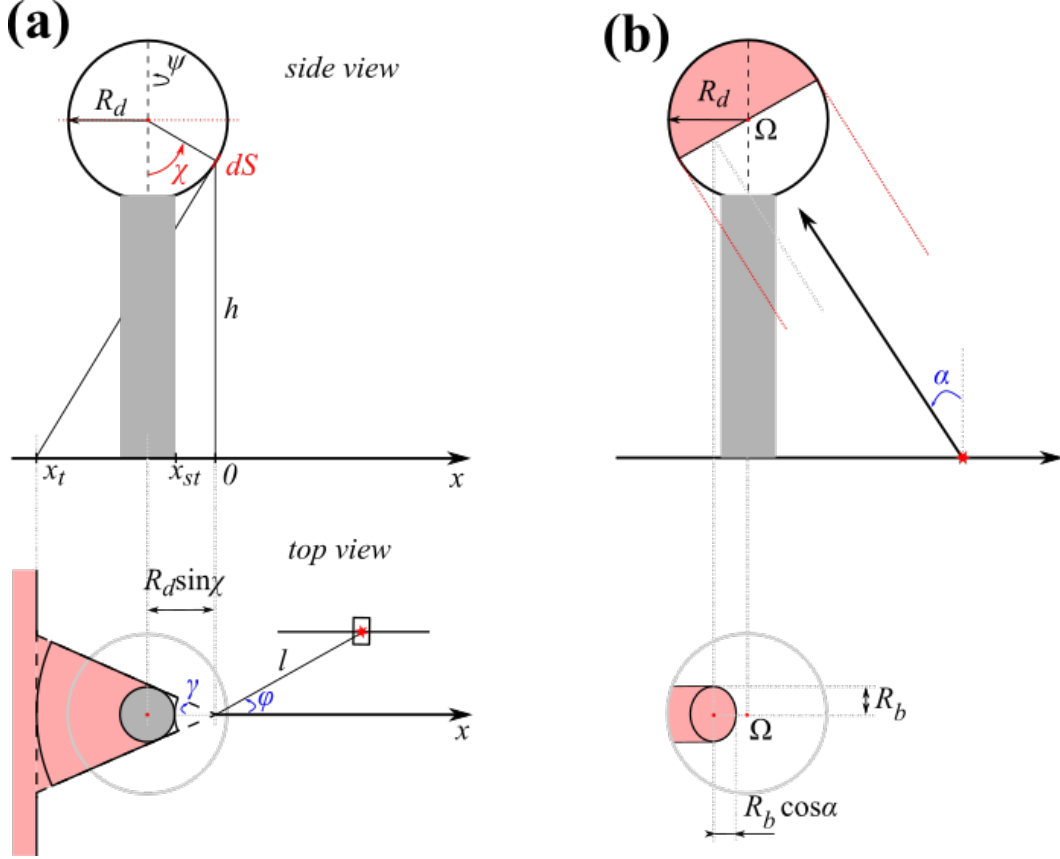 (a)
ψ
side view
R_d
χ
dS
h
x_t
x_st
0
x
top view
R_d sinχ
l
γ
φ
x
(b)
R_d
Ω
α
Ω
R_b
R_b cosα